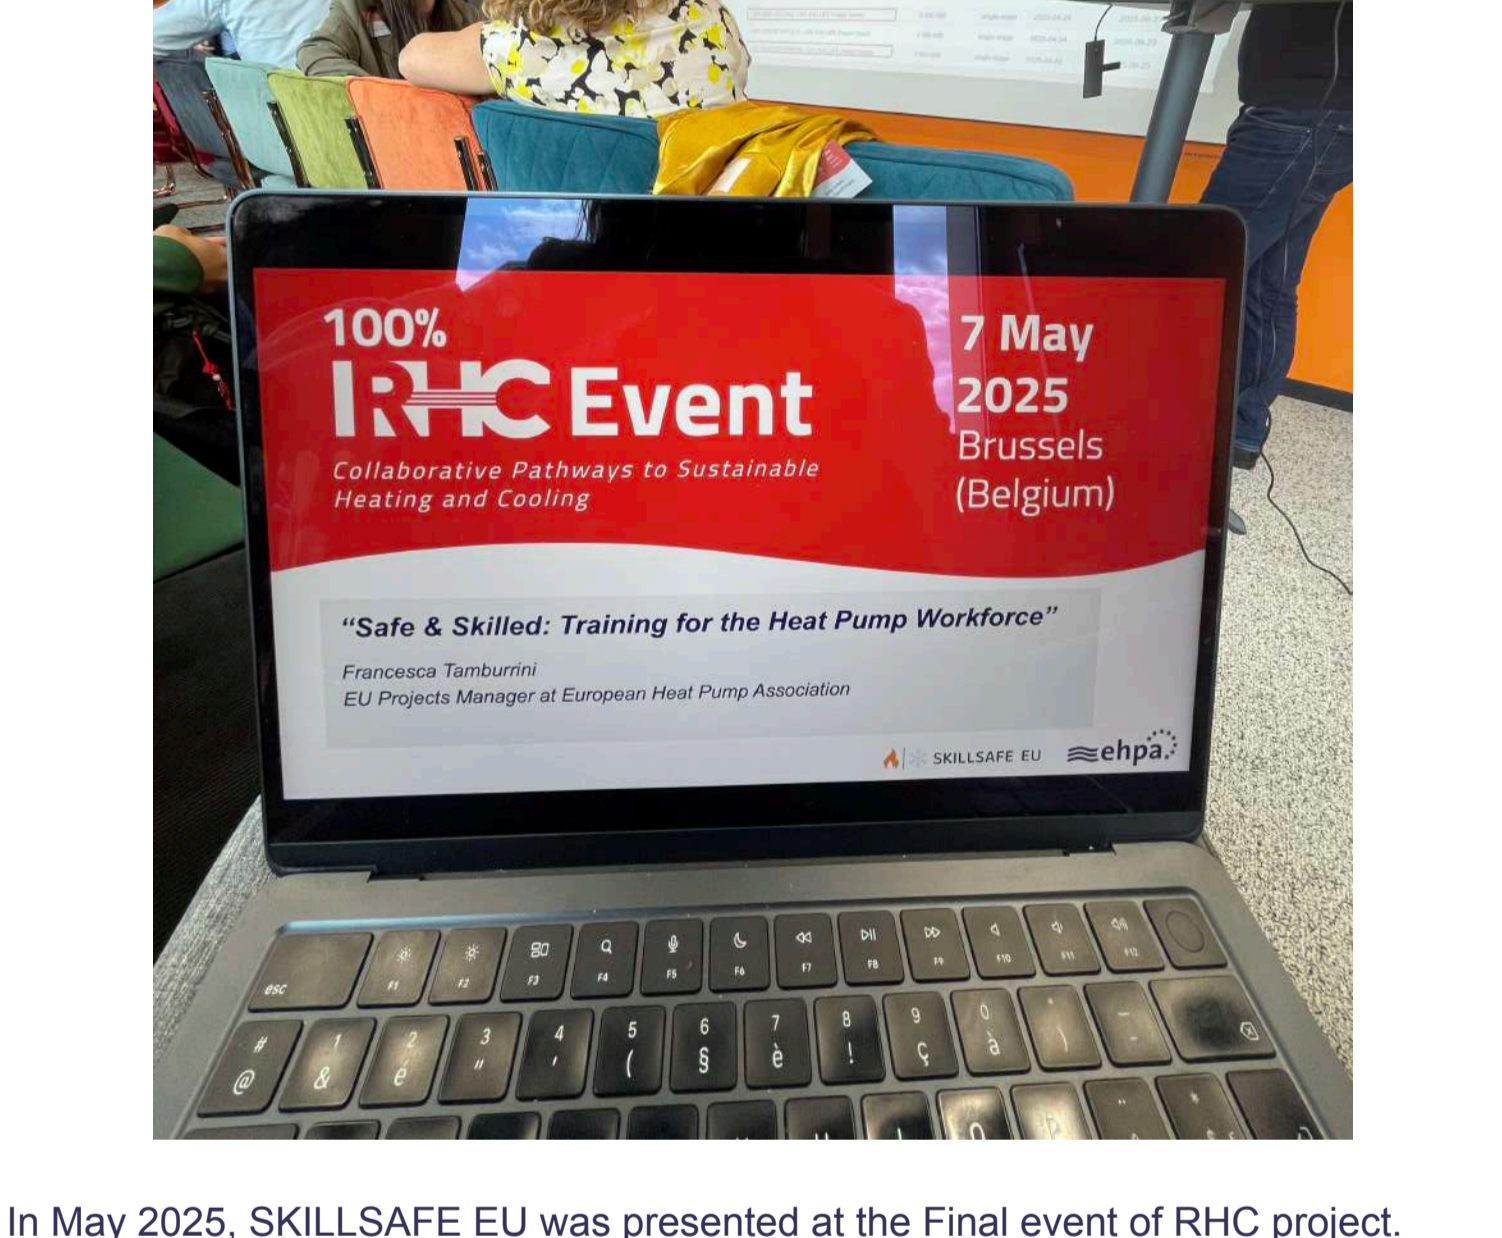 100%
RHC Event
Collaborative Pathways to Sustainable
Heating and Cooling
7 May
2025
Brussels
(Belgium)
“Safe & Skilled: Training for the Heat Pump Workforce”
Francesca Tamburrini
EU Projects Manager at European Heat Pump Association
SKILLSAFE EU
ehpa
esc
F1
F2
F3
F4
F5
F6
F7
F8
F9
F10
F11
F12
# 1 2 3 4 5 6 7 8 9 0
@ & é " ' ( § è ! ç à ) -
In May 2025, SKILLSAFE EU was presented at the Final event of RHC project.